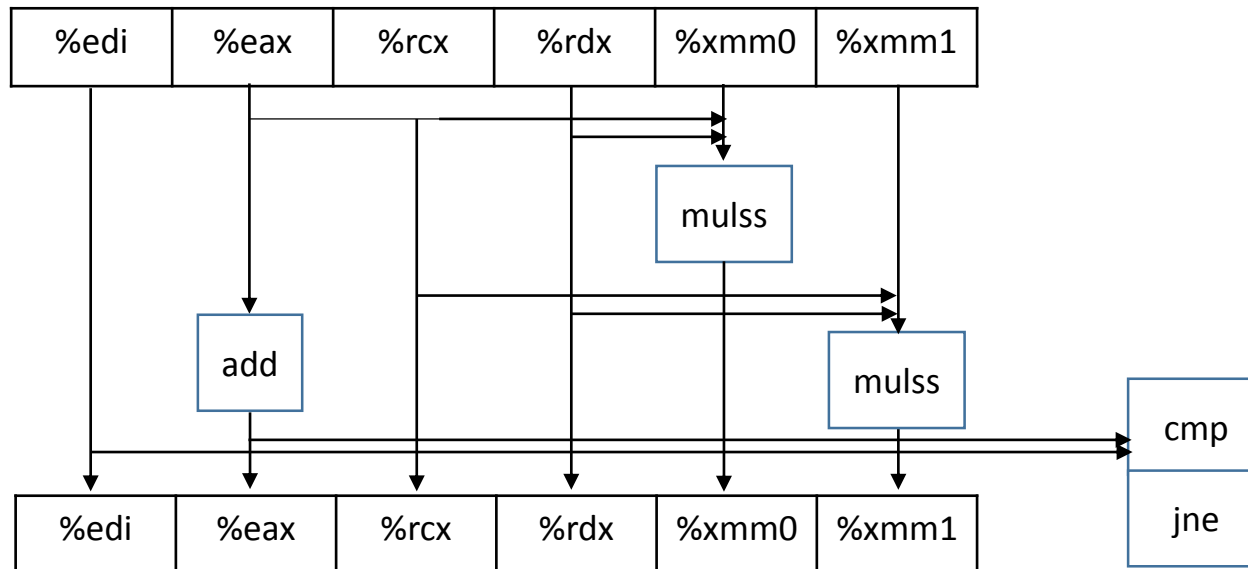 %edi %eax %rcx %rdx %xmm0 %xmm1
mulss
add
mulss
cmp
jne
%edi %eax %rcx %rdx %xmm0 %xmm1